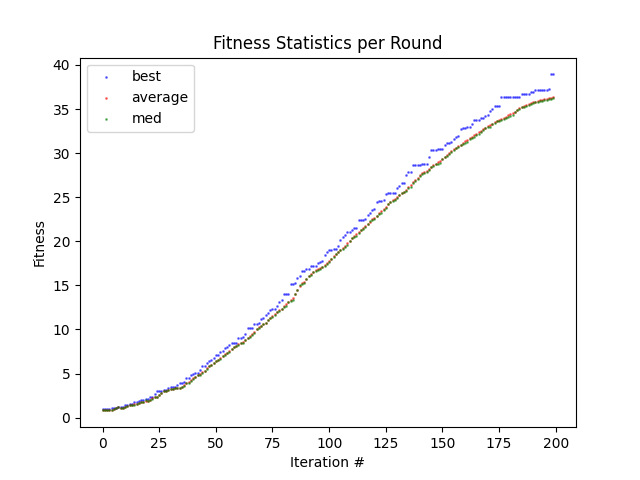 Fitness Statistics per Round
best
average
med
40
35
30
25
20
15
10
5
0
Fitness
0 25 50 75 100 125 150 175 200
Iteration #